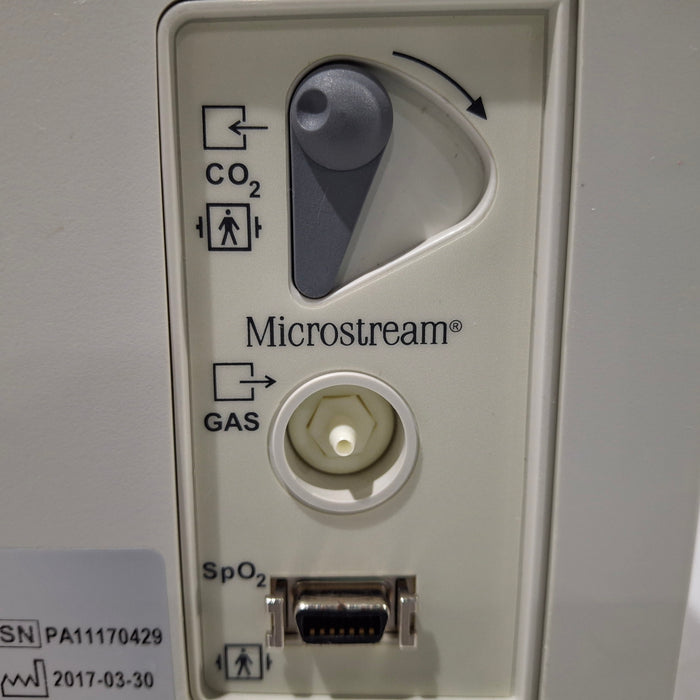 CO2
Microstream®
GAS
SpO2
SN PA11170429
2017-03-30